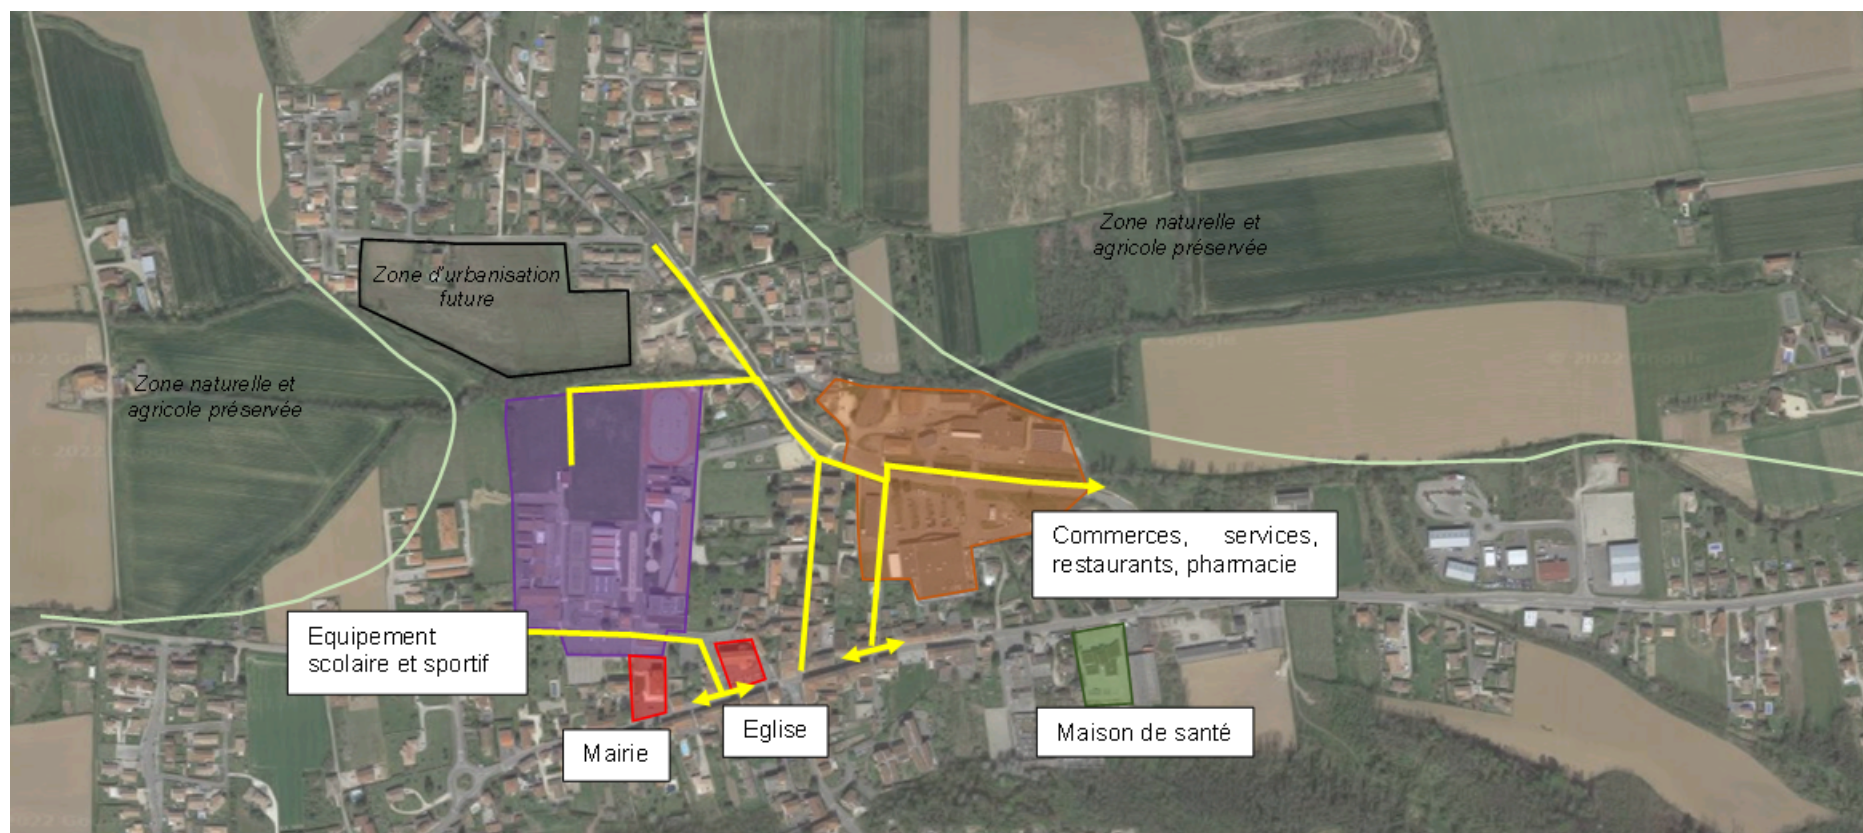 Zone naturelle et
agricole préservée
Zone d'urbanisation
future
Zone naturelle et
agricole préservée
Commerces, services,
restaurants, pharmacie
Equipement
scolaire et sportif
Maison de santé
Eglise
Mairie